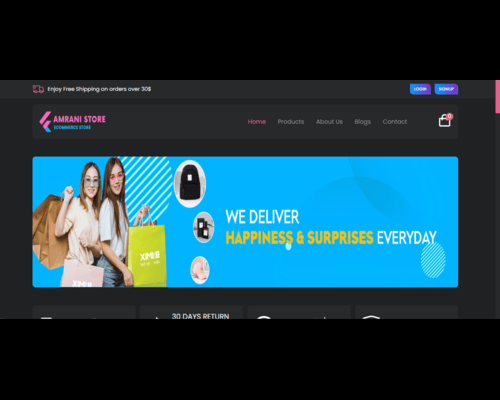 Enjoy Free Shipping on orders over 30$
LOGIN
SIGNUP
AMRANI STORE
ECOMMERCE STORE
Home
Products
About Us
Blogs
Contact
0
WE DELIVER
HAPPINESS & SURPRISES EVERYDAY
30 DAYS RETURN